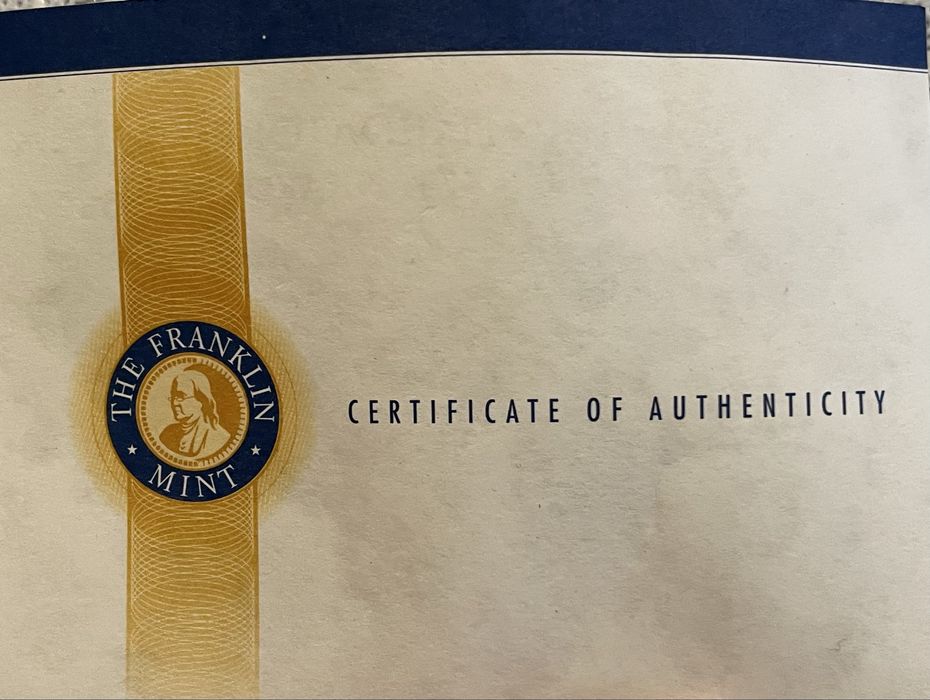 THE FRANKLIN
MINT
CERTIFICATE OF AUTHENTICITY